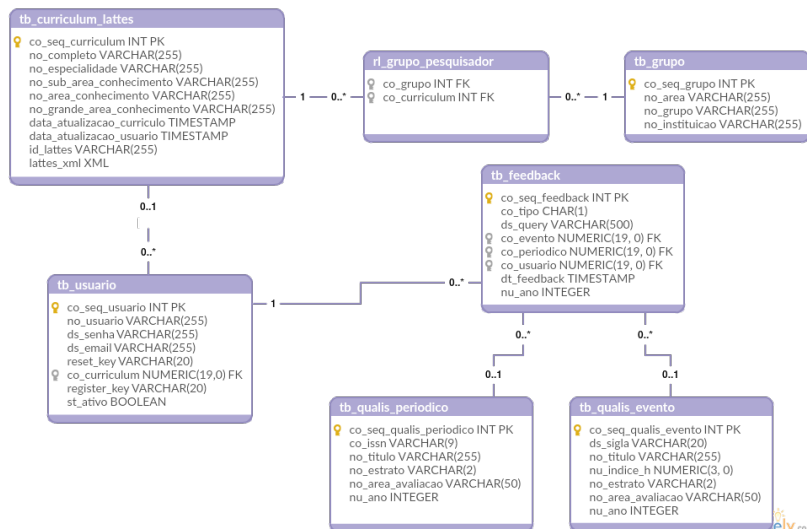 tb_curriculum_lattes
co_seq_curriculum INT PK
no_completo VARCHAR(255)
no_especialidade VARCHAR(255)
no_sub_area_conhecimento VARCHAR(255)
no_area_conhecimento VARCHAR(255)
no_grande_area_conhecimento VARCHAR(255)
data_atualizacao_curriculo TIMESTAMP
data_atualizacao_usuario TIMESTAMP
id_lattes VARCHAR(255)
lattes_xml XML
1
0..*
rl_grupo_pesquisador
co_grupo INT FK
co_curriculum INT FK
0..*
1
tb_grupo
co_seq_grupo INT PK
no_area VARCHAR(255)
no_grupo VARCHAR(255)
no_instituicao VARCHAR(255)
0..1
0..*
tb_feedback
co_seq_feedback INT PK
co_tipo CHAR(1)
ds_query VARCHAR(500)
co_evento NUMERIC(19, 0) FK
co_periodico NUMERIC(19, 0) FK
co_usuario NUMERIC(19, 0) FK
dt_feedback TIMESTAMP
nu_ano INTEGER
tb_usuario
co_seq_usuario INT PK
no_usuario VARCHAR(255)
ds_senha VARCHAR(255)
ds_email VARCHAR(255)
reset_key VARCHAR(20)
co_curriculum NUMERIC(19,0) FK
register_key VARCHAR(20)
st_ativo BOOLEAN
1
0..*
0..*
0..*
0..1
0..1
tb_qualis_periodico
co_seq_qualis_periodico INT PK
co_issn VARCHAR(9)
no_titulo VARCHAR(255)
no_estrato VARCHAR(2)
no_area_avaliacao VARCHAR(50)
nu_ano INTEGER
tb_qualis_evento
co_seq_qualis_evento INT PK
ds_sigla VARCHAR(20)
no_titulo VARCHAR(255)
nu_indice_h NUMERIC(3, 0)
no_estrato VARCHAR(2)
no_area_avaliacao VARCHAR(50)
nu_ano INTEGER